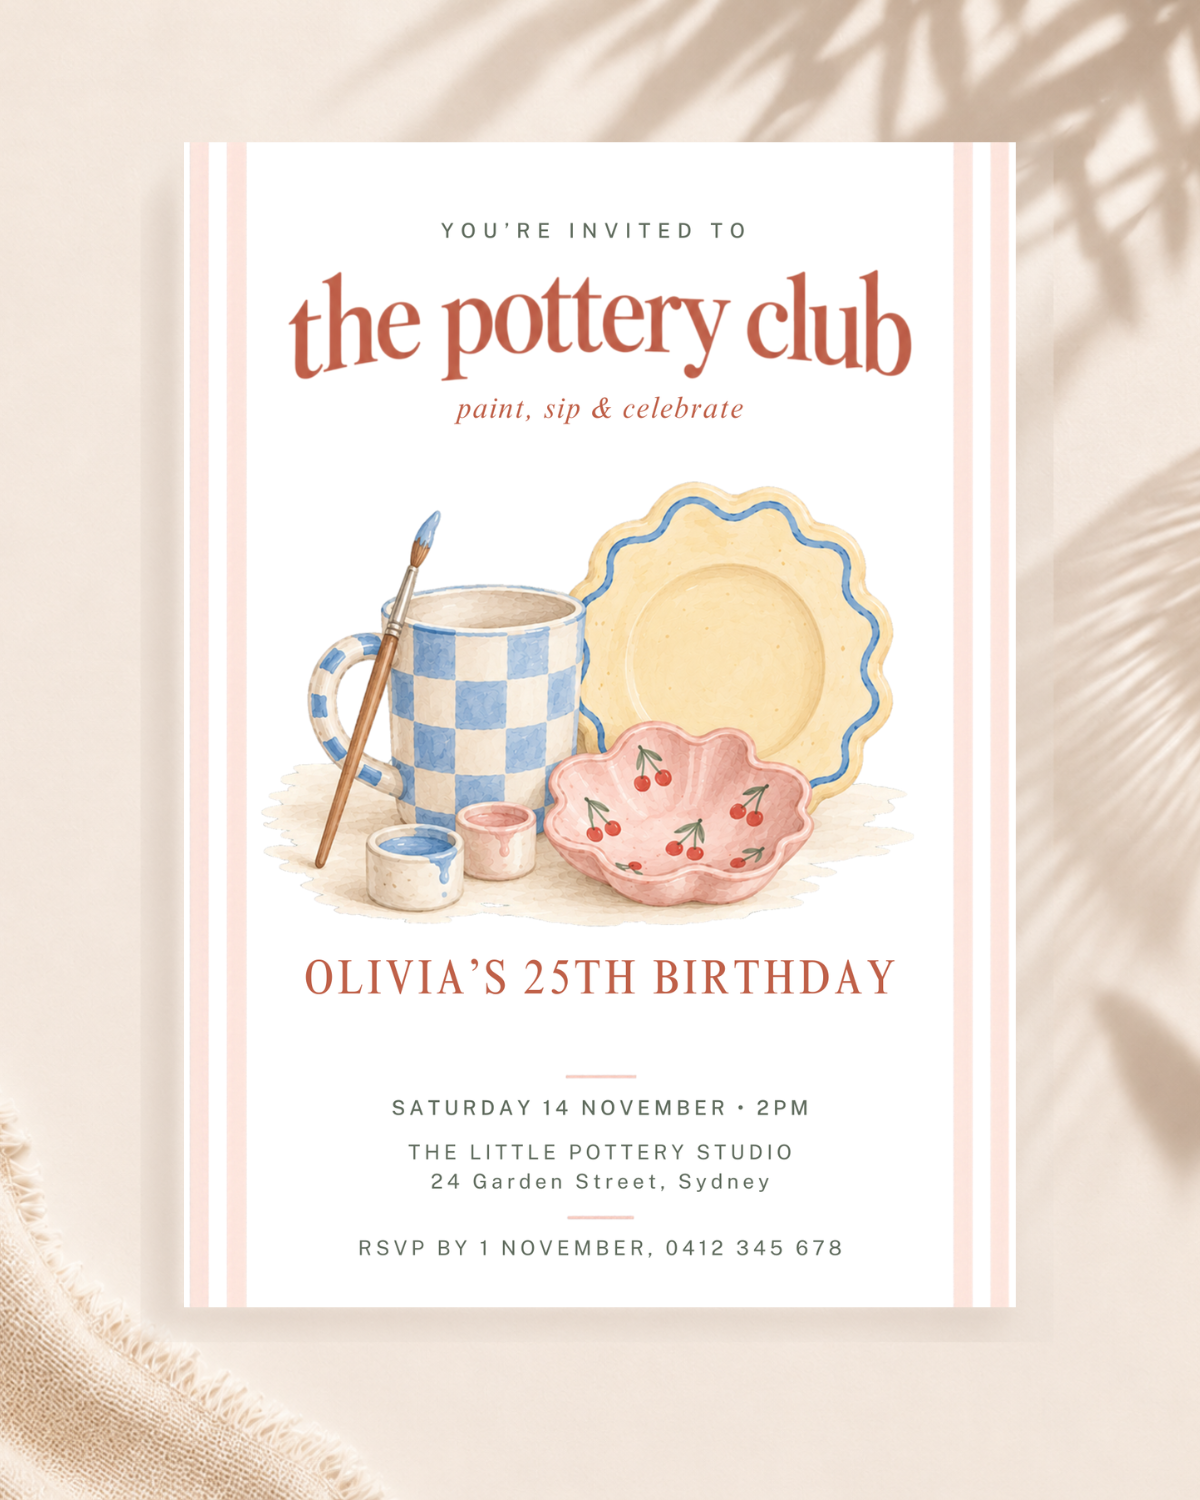 YOU’RE INVITED TO
the pottery club
paint, sip & celebrate
OLIVIA’S 25TH BIRTHDAY
SATURDAY 14 NOVEMBER • 2PM
THE LITTLE POTTERY STUDIO
24 Garden Street, Sydney
RSVP BY 1 NOVEMBER, 0412 345 678